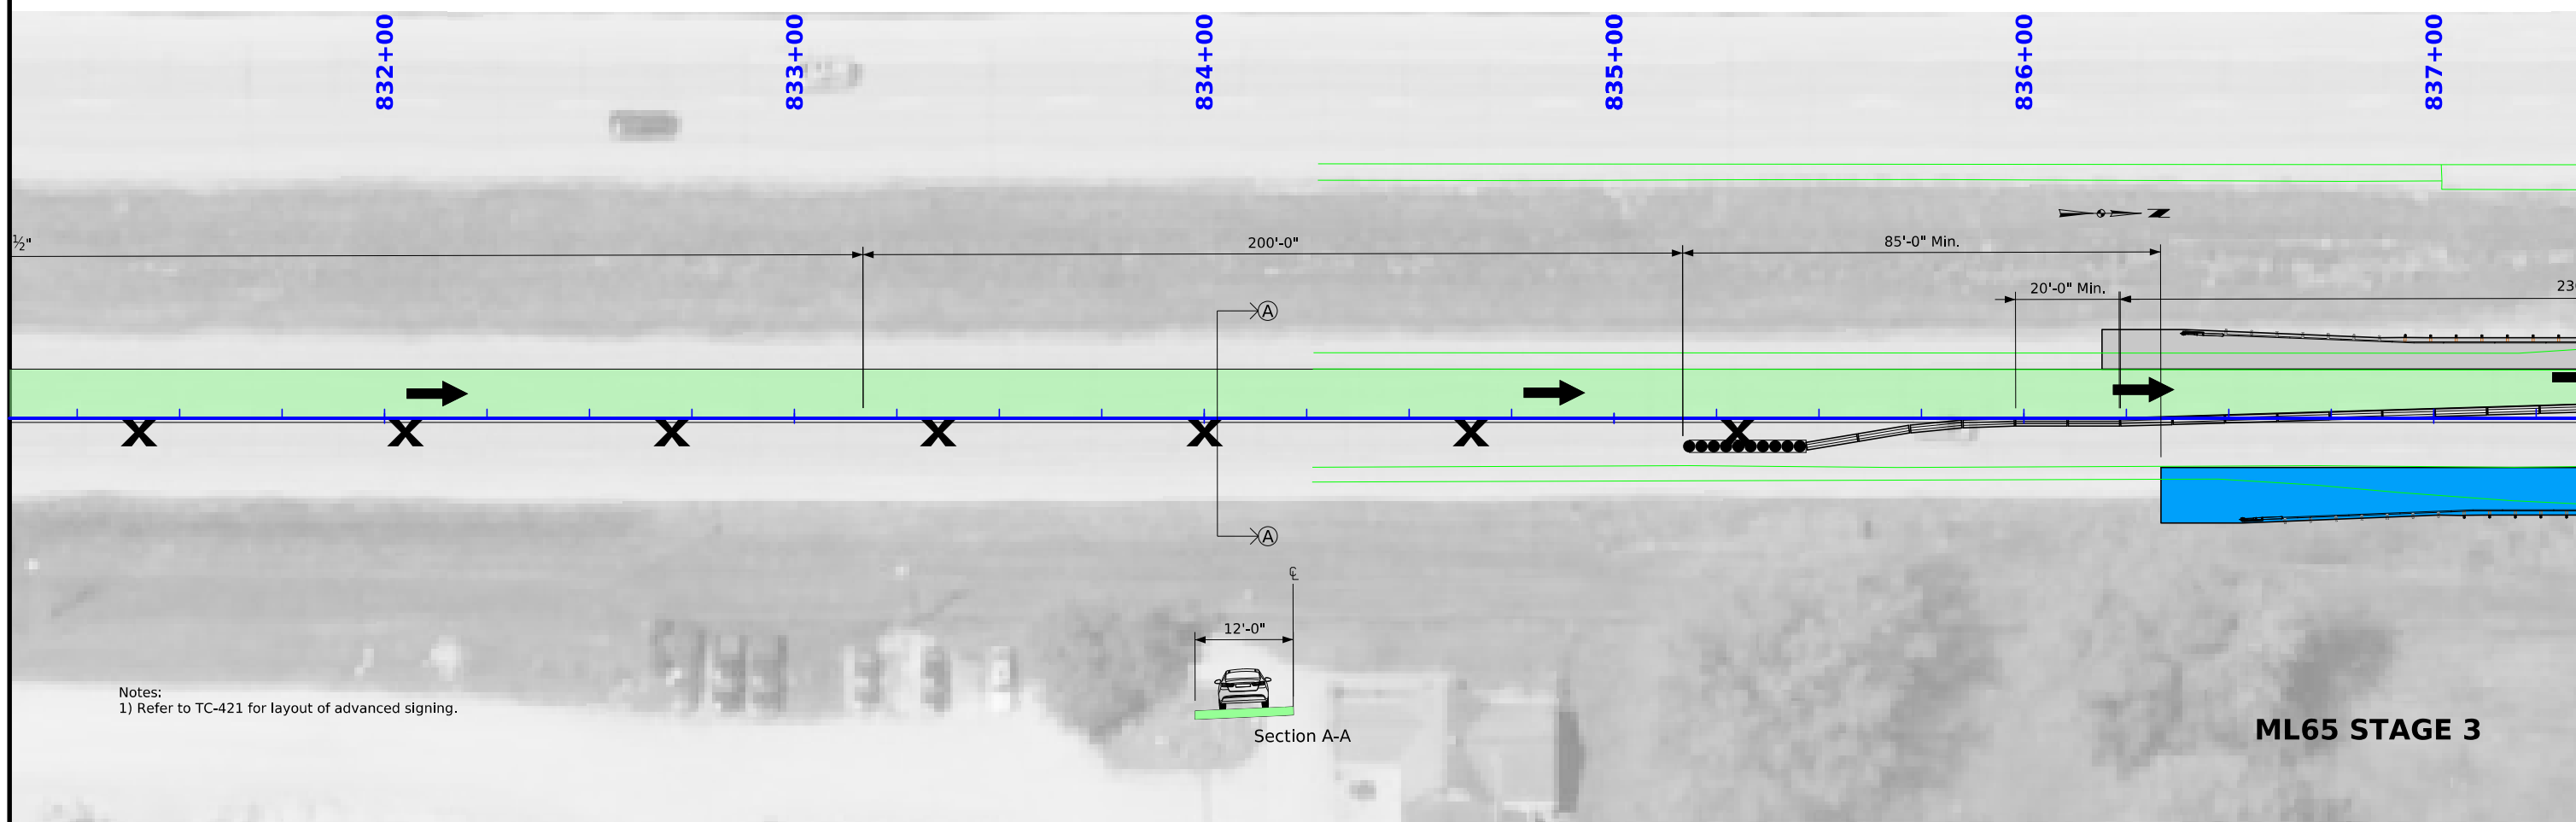 832+00
833+00
834+00
835+00
836+00
837+00
N
½"
200'-0"
85'-0" Min.
20'-0" Min.
23
A
X X X X X X X
A
℄
12'-0"
Section A-A
Notes:
1) Refer to TC-421 for layout of advanced signing.
ML65 STAGE 3